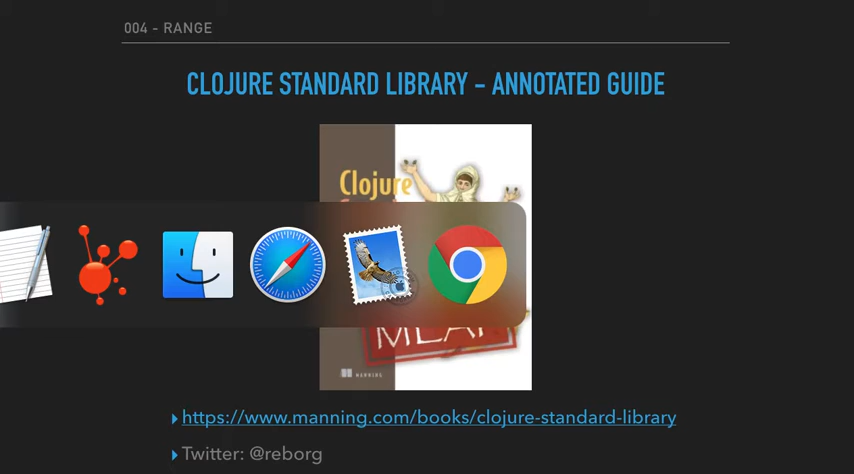 004 - RANGE
CLOJURE STANDARD LIBRARY - ANNOTATED GUIDE
Clojure
MEAP
MANNING
https://www.manning.com/books/clojure-standard-library
Twitter: @reborg